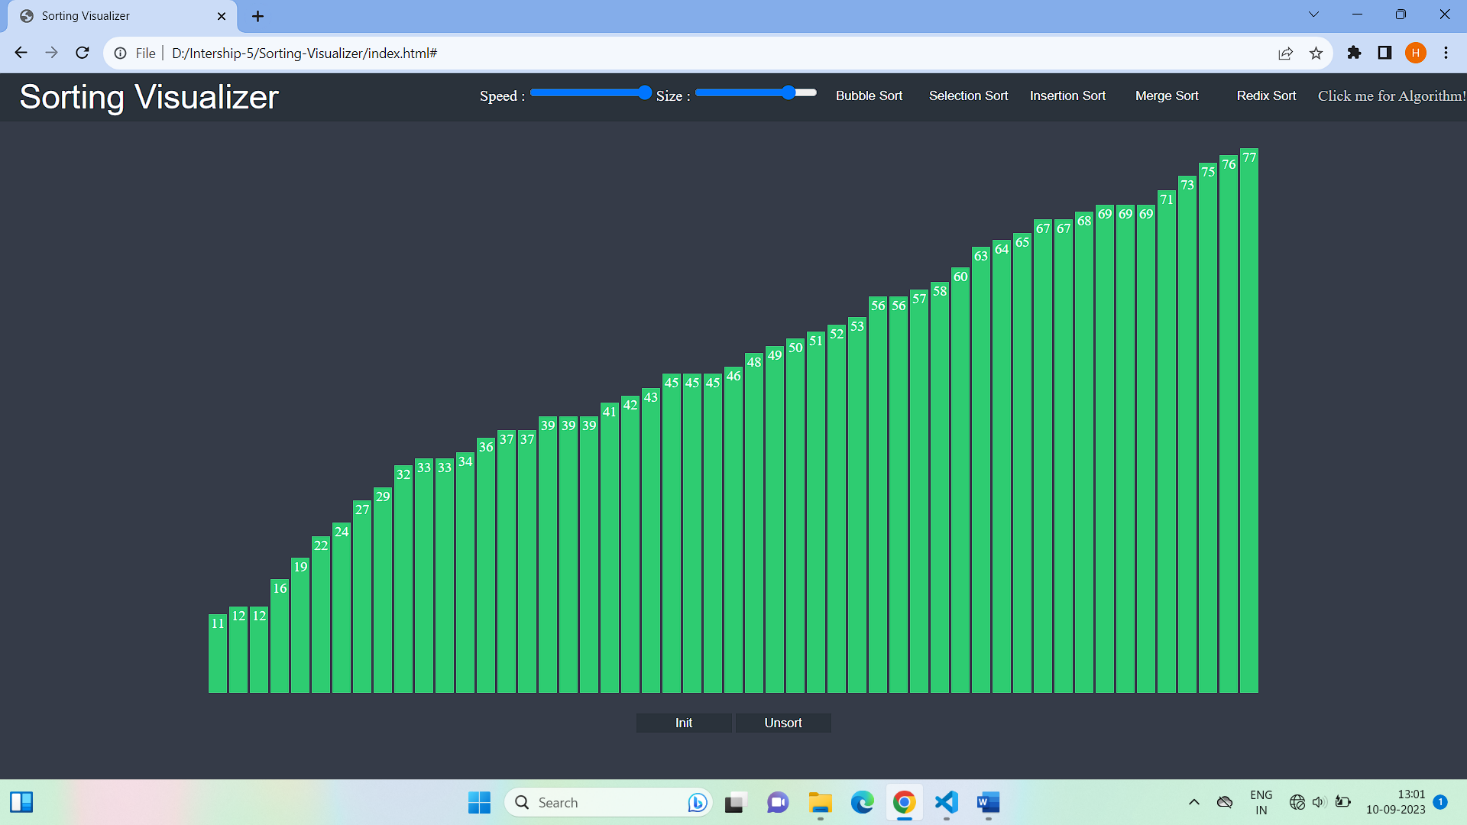 Sorting Visualizer
File | D:/Intership-5/Sorting-Visualizer/index.html#
H
Sorting Visualizer Speed : Size : Bubble Sort Selection Sort Insertion Sort Merge Sort Redix Sort Click me for Algorithm!
11 12 12 16 19 22 24 27 29 32 33 33 34 36 37 37 39 39 39 41 42 43 45 45 45 46 48 49 50 51 52 53 56 56 57 58 60 63 64 65 67 67 68 69 69 69 71 73 75 76 77
Init Unsort
Search
ENG
IN
13:01
10-09-2023
1